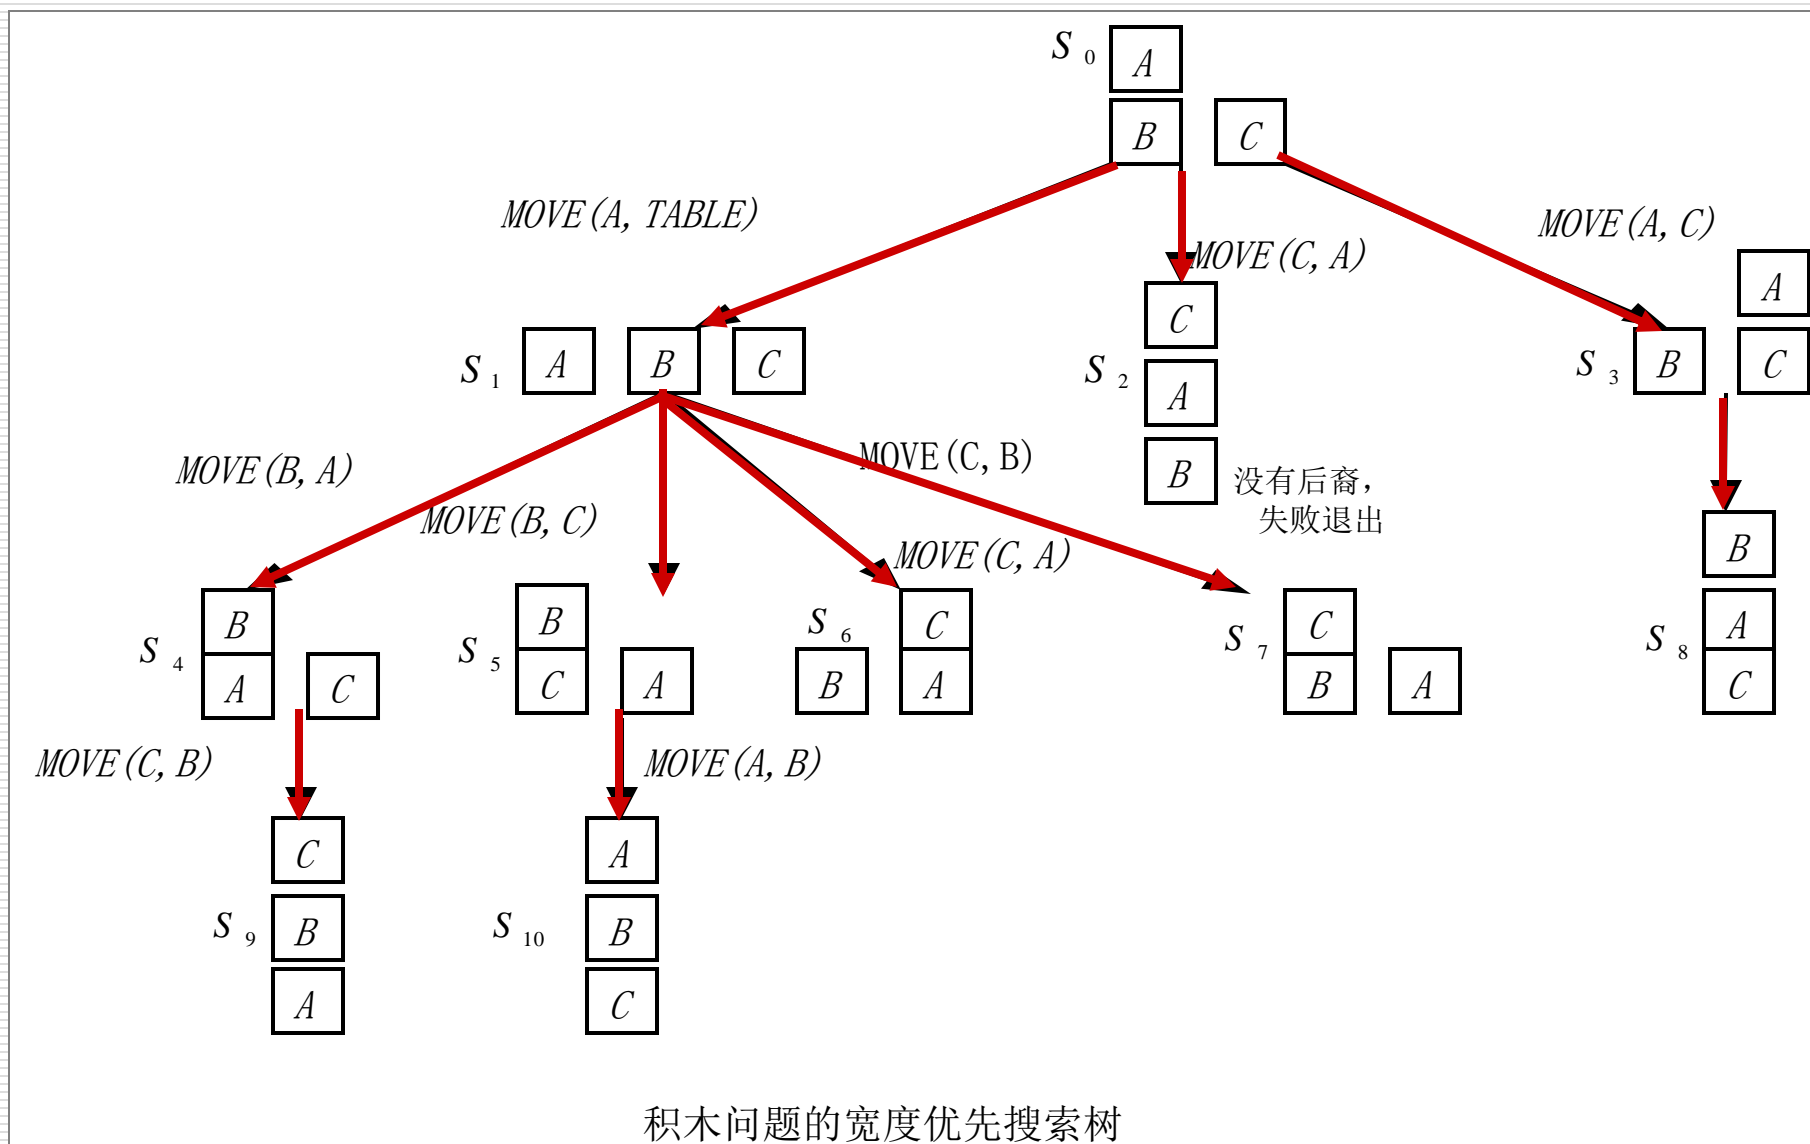 S0
A
B C
MOVE(A, TABLE)
MOVE(C, A)
MOVE(A, C)
S1 A B C
S2
C
A
B
没有后裔，
失败退出
S3
A
B C
MOVE(B, A)
MOVE(B, C)
MOVE(C, A)
MOVE(C, B)
S4
B
A C
S5
B
C A
S6
C
B A
S7
C
B A
S8
B
A
C
MOVE(C, B)
MOVE(A, B)
S9
C
B
A
S10
A
B
C
积木问题的宽度优先搜索树